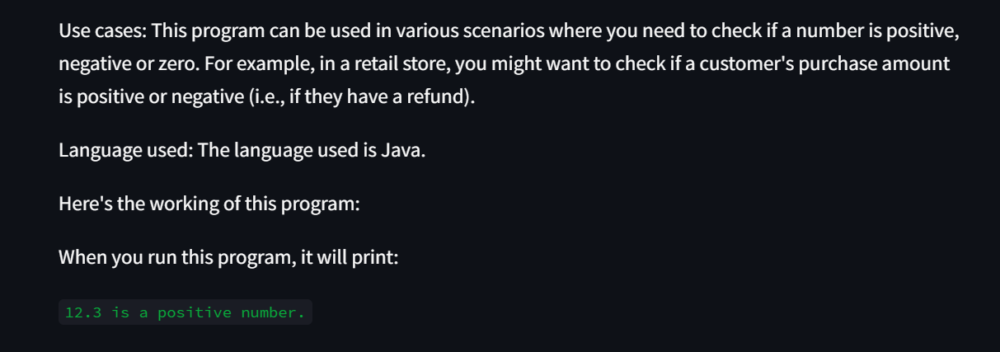 Use cases: This program can be used in various scenarios where you need to check if a number is positive,
negative or zero. For example, in a retail store, you might want to check if a customer's purchase amount
is positive or negative (i.e., if they have a refund).
Language used: The language used is Java.
Here's the working of this program:
When you run this program, it will print:
12.3 is a positive number.